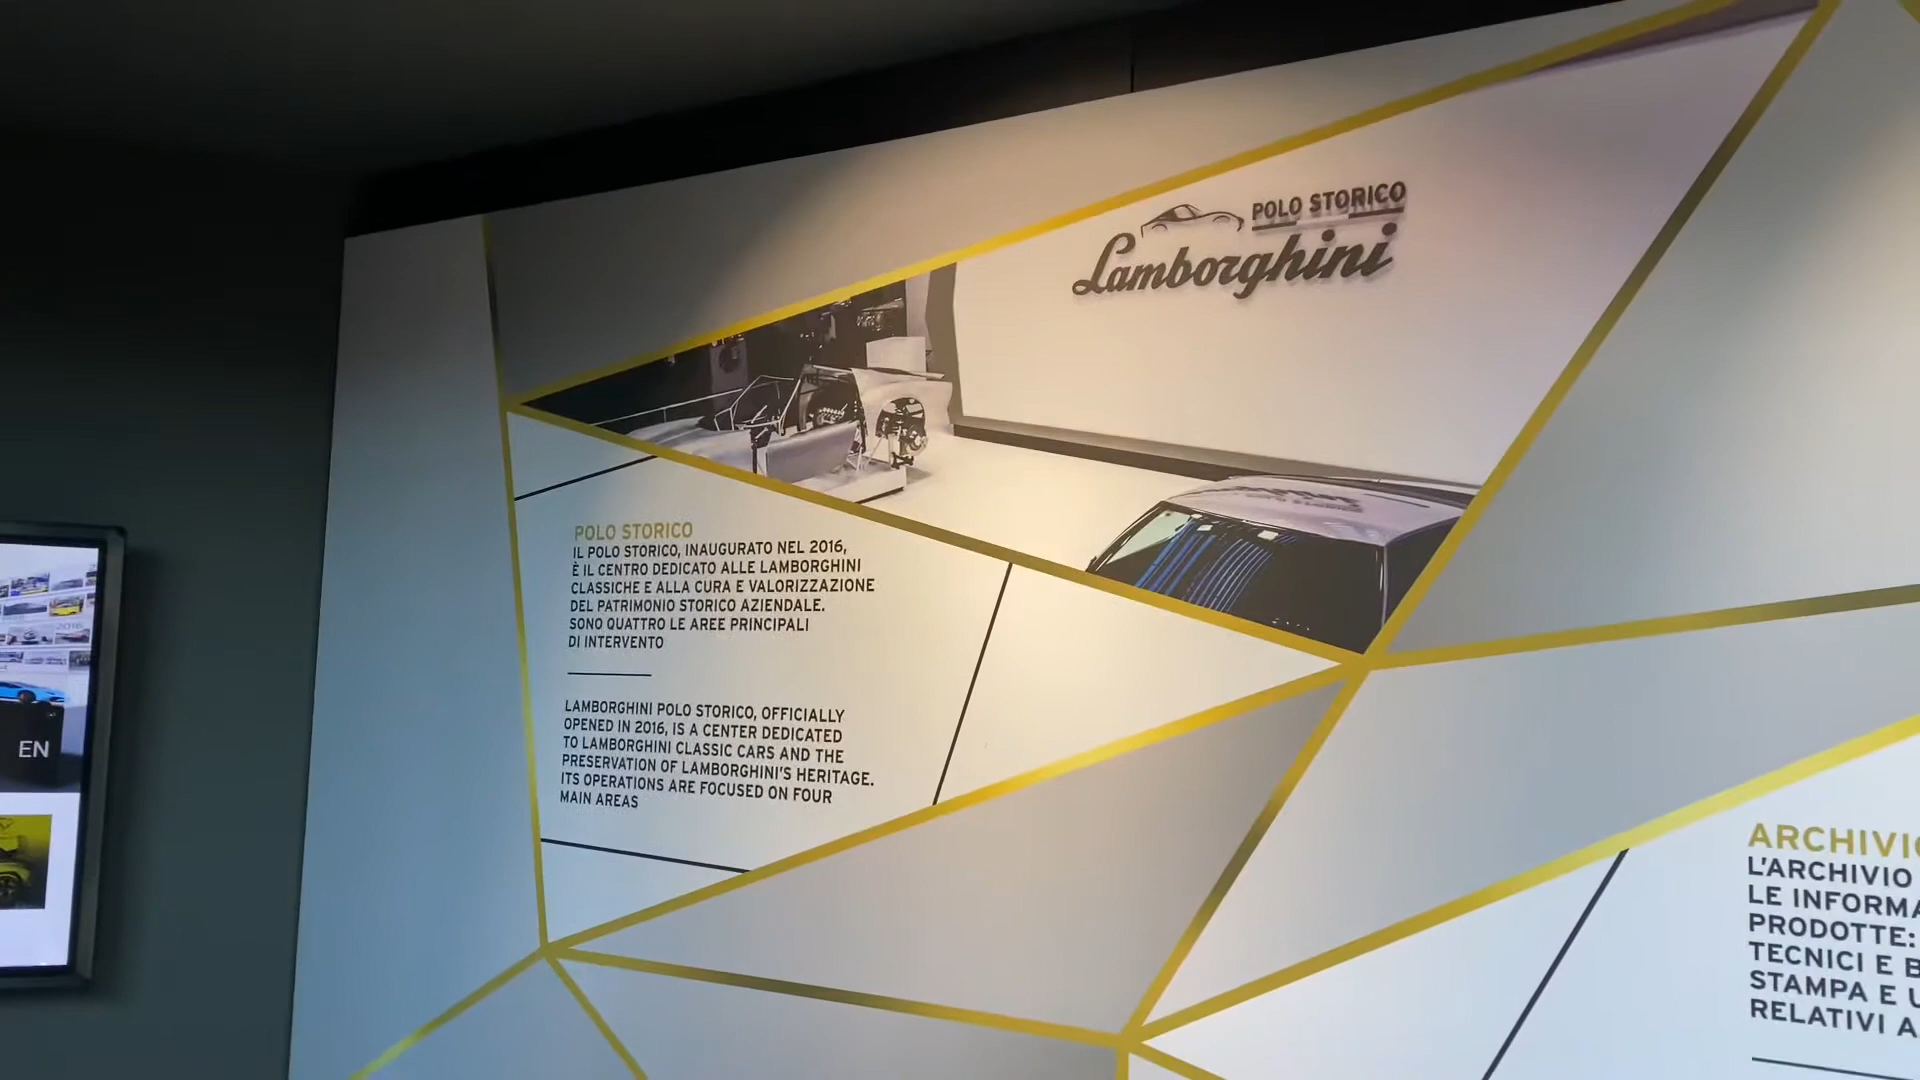 POLO STORICO
Lamborghini
POLO STORICO
IL POLO STORICO, INAUGURATO NEL 2016,
È IL CENTRO DEDICATO ALLE LAMBORGHINI
CLASSICHE E ALLA CURA E VALORIZZAZIONE
DEL PATRIMONIO STORICO AZIENDALE.
SONO QUATTRO LE AREE PRINCIPALI
DI INTERVENTO
LAMBORGHINI POLO STORICO, OFFICIALLY
OPENED IN 2016, IS A CENTER DEDICATED
TO LAMBORGHINI CLASSIC CARS AND THE
PRESERVATION OF LAMBORGHINI'S HERITAGE.
ITS OPERATIONS ARE FOCUSED ON FOUR
MAIN AREAS
EN
2016
ARCHIVIO
L'ARCHIVIO
LE INFORMA
PRODOTTE:
TECNICI E B
STAMPA E U
RELATIVI A